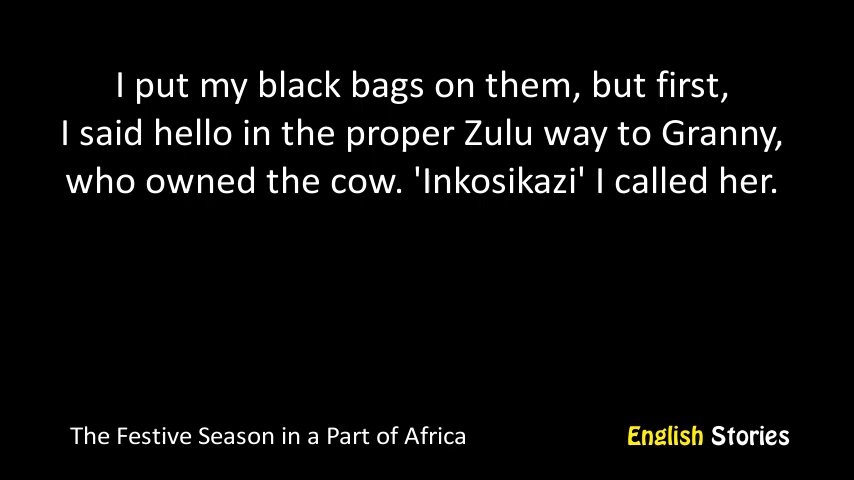 I put my black bags on them, but first,
I said hello in the proper Zulu way to Granny,
who owned the cow. 'Inkosikazi' I called her.
The Festive Season in a Part of Africa
English Stories